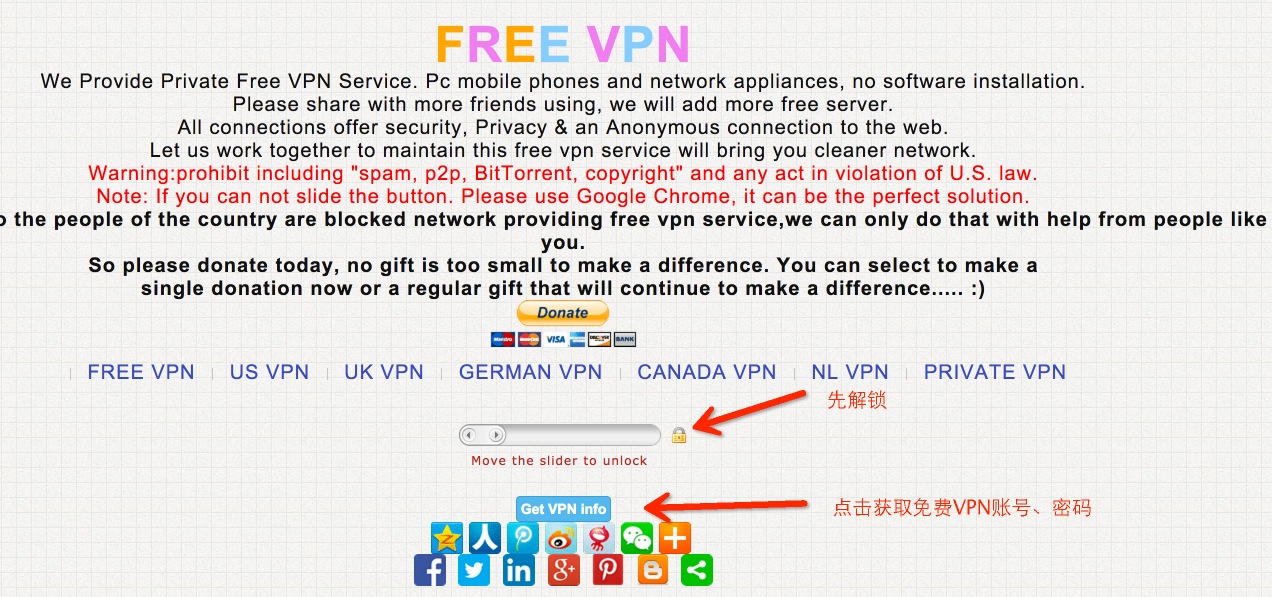 FREE VPN
We Provide Private Free VPN Service. Pc mobile phones and network appliances, no software installation.
Please share with more friends using, we will add more free server.
All connections offer security, Privacy & an Anonymous connection to the web.
Let us work together to maintain this free vpn service will bring you cleaner network.
Warning:prohibit including "spam, p2p, BitTorrent, copyright" and any act in violation of U.S. law.
Note: If you can not slide the button. Please use Google Chrome, it can be the perfect solution.
o the people of the country are blocked network providing free vpn service,we can only do that with help from people like
you.
So please donate today, no gift is too small to make a difference. You can select to make a
single donation now or a regular gift that will continue to make a difference..... :)
Donate
Maestro MasterCard VISA DISCOVER BANK
FREE VPN US VPN UK VPN GERMAN VPN CANADA VPN NL VPN PRIVATE VPN
先解锁
Move the slider to unlock
Get VPN info
点击获取免费VPN账号、密码